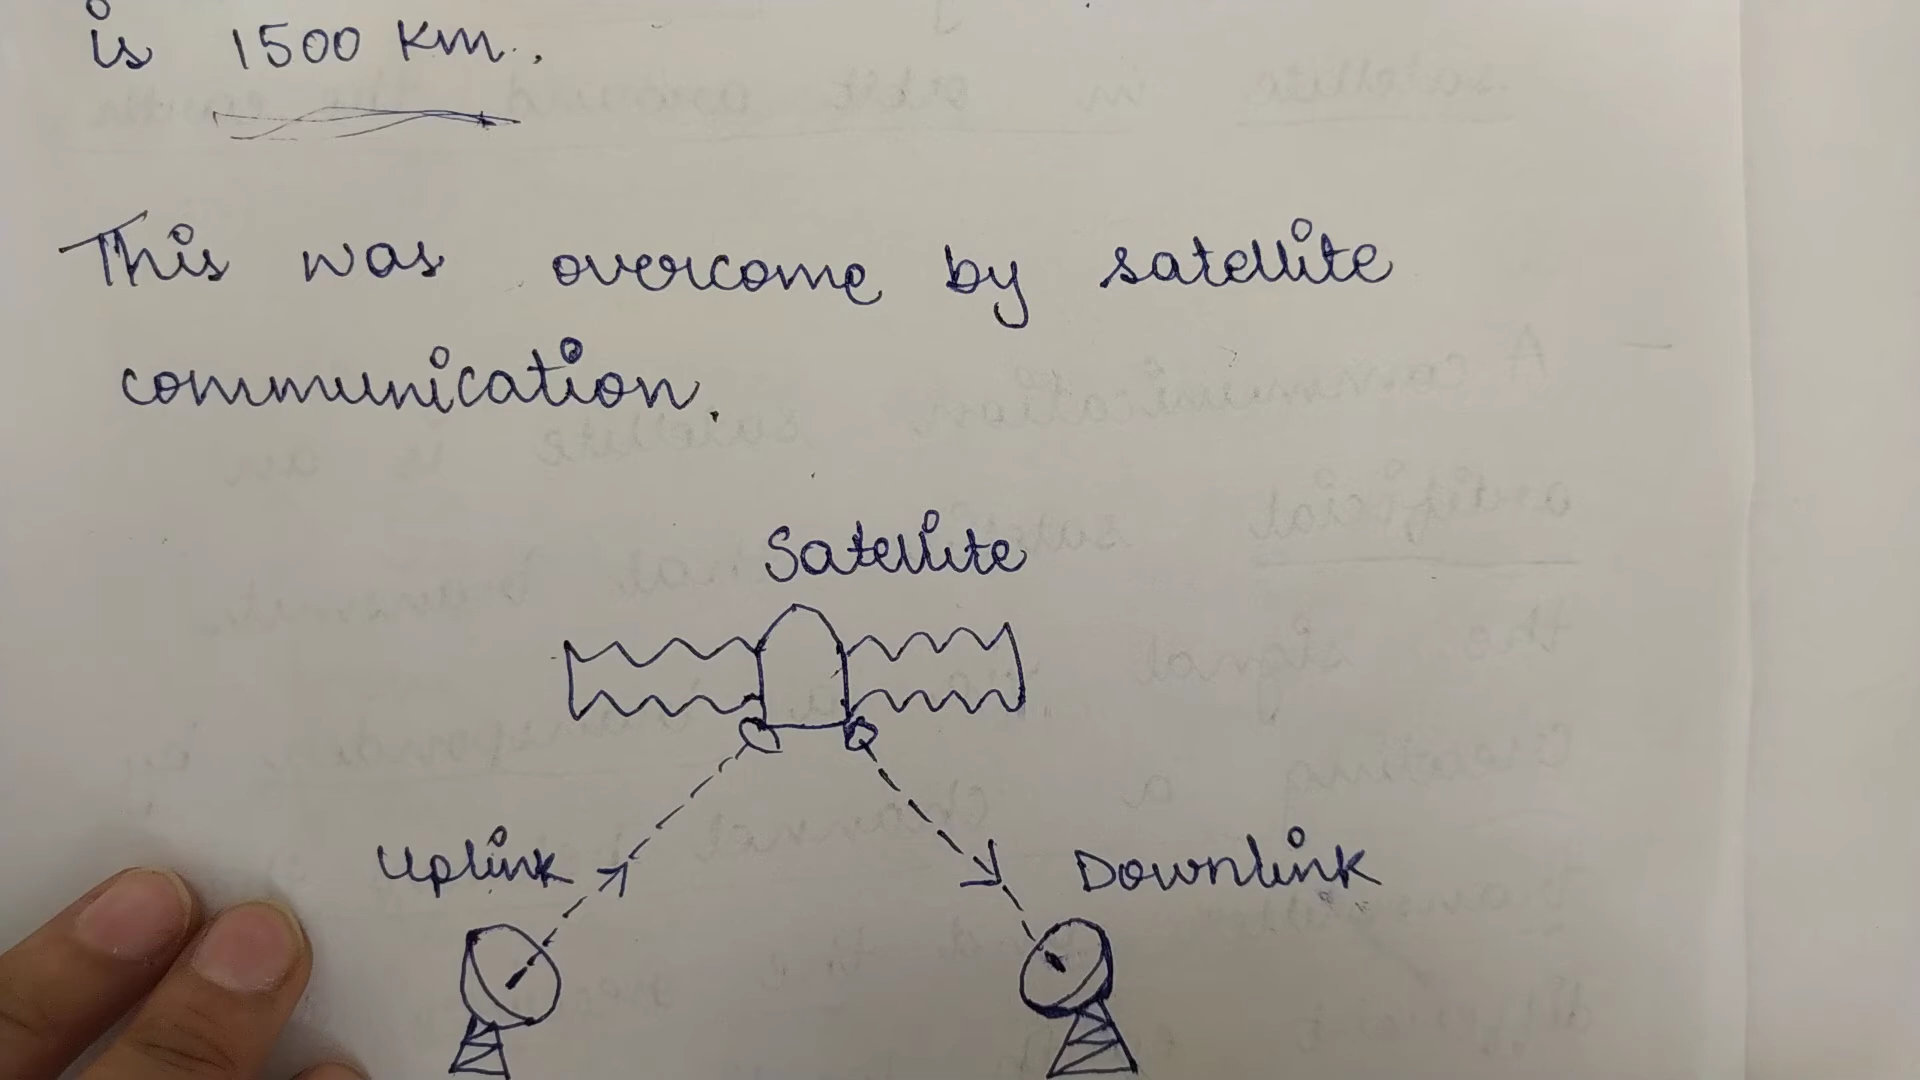 is 1500 Km.
This was overcome by satellite
communication.
Satellite
Uplink
Downlink